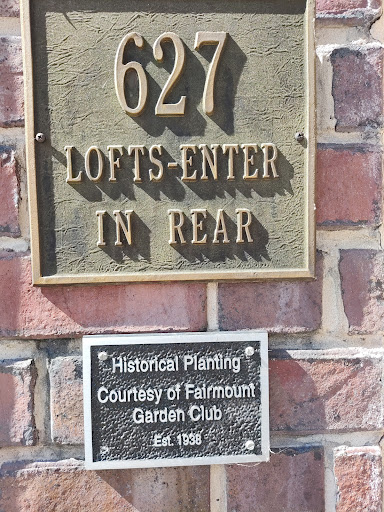 627
LOFTS-ENTER
IN REAR
Historical Planting
Courtesy of Fairmount
Garden Club
Est. 1938